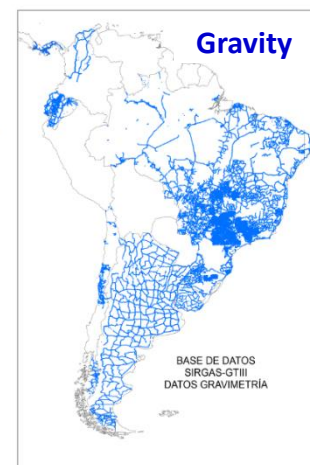 Gravity
BASE DE DATOS
SIRGAS-GTIII
DATOS GRAVIMETRÍA